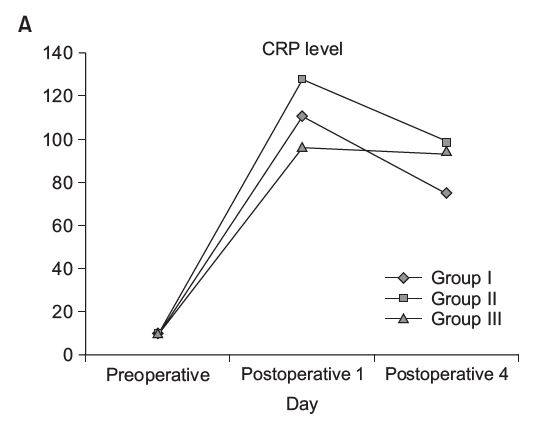 A
CRP level
140
120
100
80
60
40
20
0
Group I
Group II
Group III
Preoperative
Postoperative 1
Postoperative 4
Day